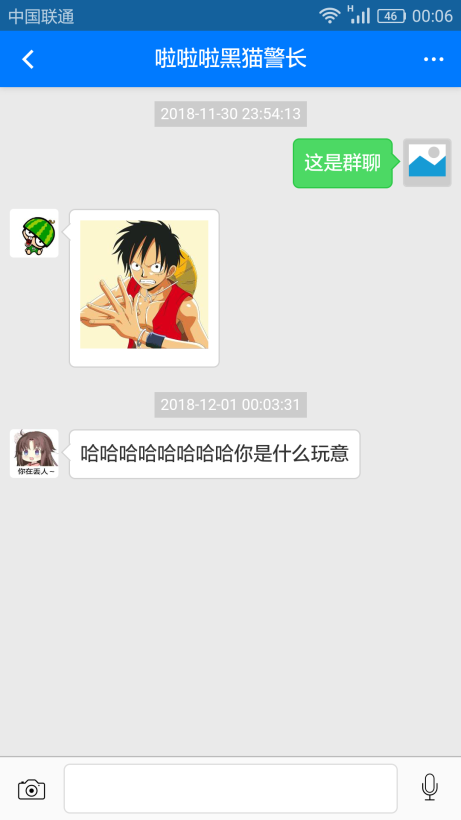 中国联通 H 46 00:06
啦啦啦黑猫警长
2018-11-30 23:54:13
这是群聊
2018-12-01 00:03:31
哈哈哈哈哈哈哈哈你是什么玩意
你在丢人~